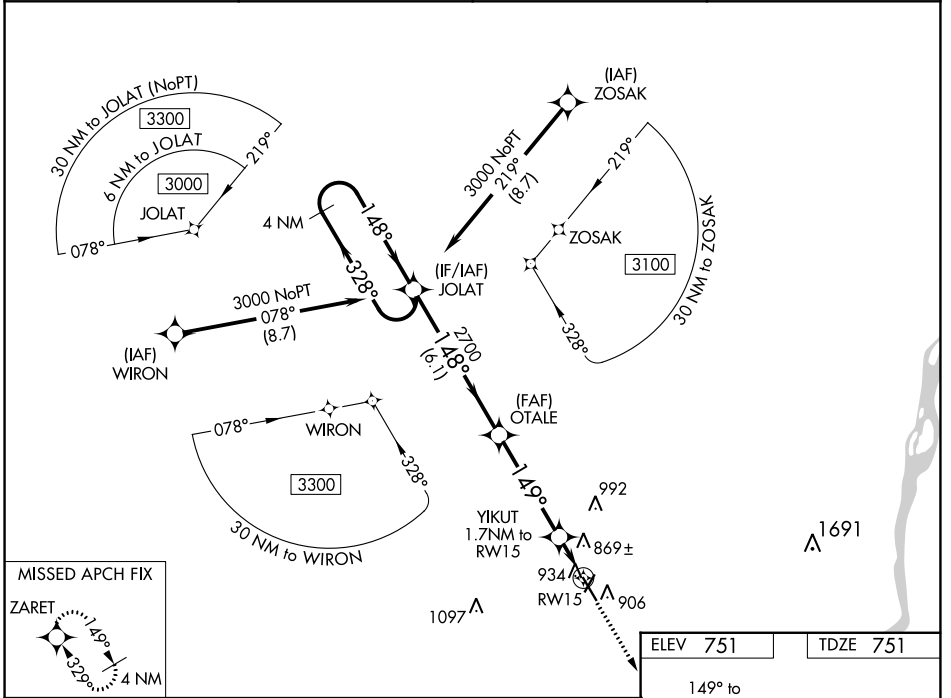 30 NM to JOLAT (NoPT)
3300
6 NM to JOLAT
3000
219°
JOLAT
078°
(IAF)
ZOSAK
3000 NoPT
219°
(8.7)
219°
ZOSAK
3100
30 NM to ZOSAK
328°
4 NM
148°
328°
(IF/IAF)
JOLAT
3000 NoPT
078°
(8.7)
(IAF)
WIRON
2700
148°
(6.1)
(FAF)
OTALE
078°
WIRON
328°
3300
30 NM to WIRON
149°
992
YIKUT
1.7NM to
RW15
869±
1691
934
RW15
906
1097
MISSED APCH FIX
ZARET
149°
329°
4 NM
ELEV 751
TDZE 751
149° to